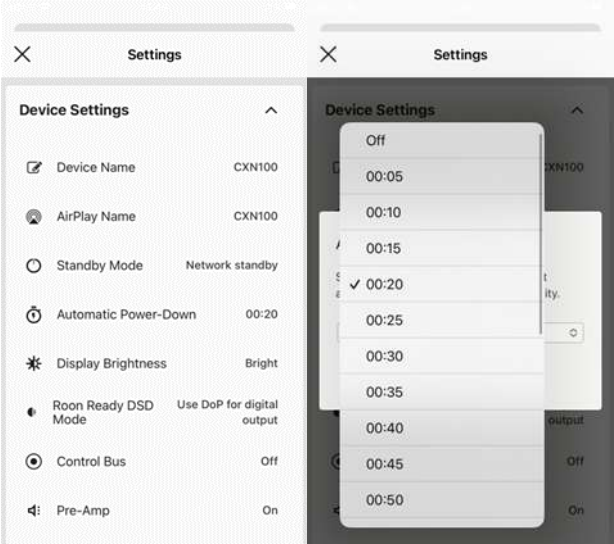 Settings
Device Settings
Device Name CXN100
AirPlay Name CXN100
Standby Mode Network standby
Automatic Power-Down 00:20
Display Brightness Bright
Roon Ready DSD Use DoP for digital
Mode output
Control Bus Off
Pre-Amp On
Settings
Device Settings
Off
00:05
CXN100
00:10
00:15
00:20
ity.
00:25
00:30
00:35
00:40
output
00:45
Off
00:50
On